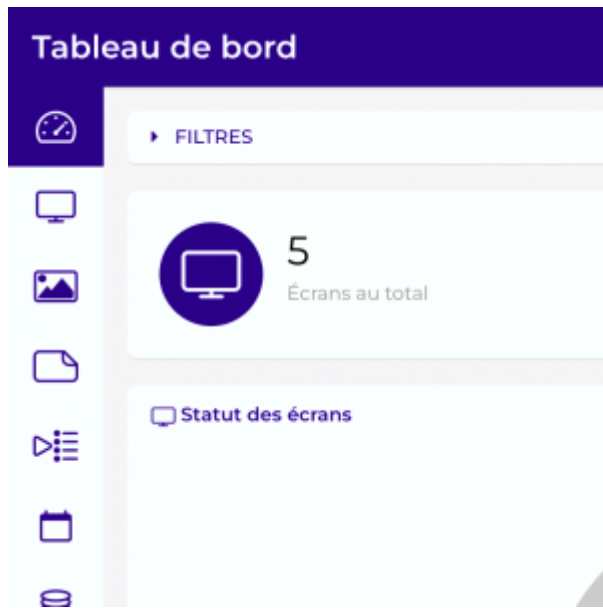 Tableau de bord
FILTRES
5
Écrans au total
Statut des écrans